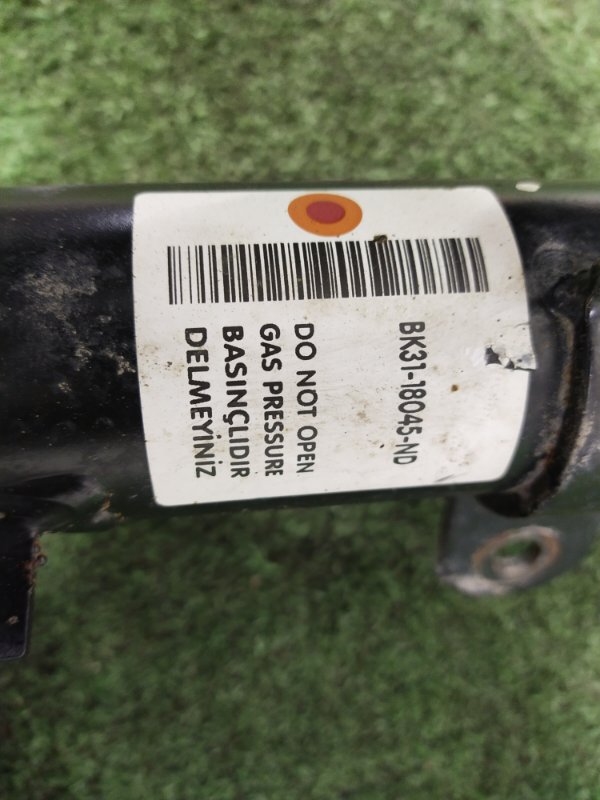 BK31-18045-ND
DO NOT OPEN
GAS PRESSURE
BASINÇLIDIR
DELMEYİNİZ